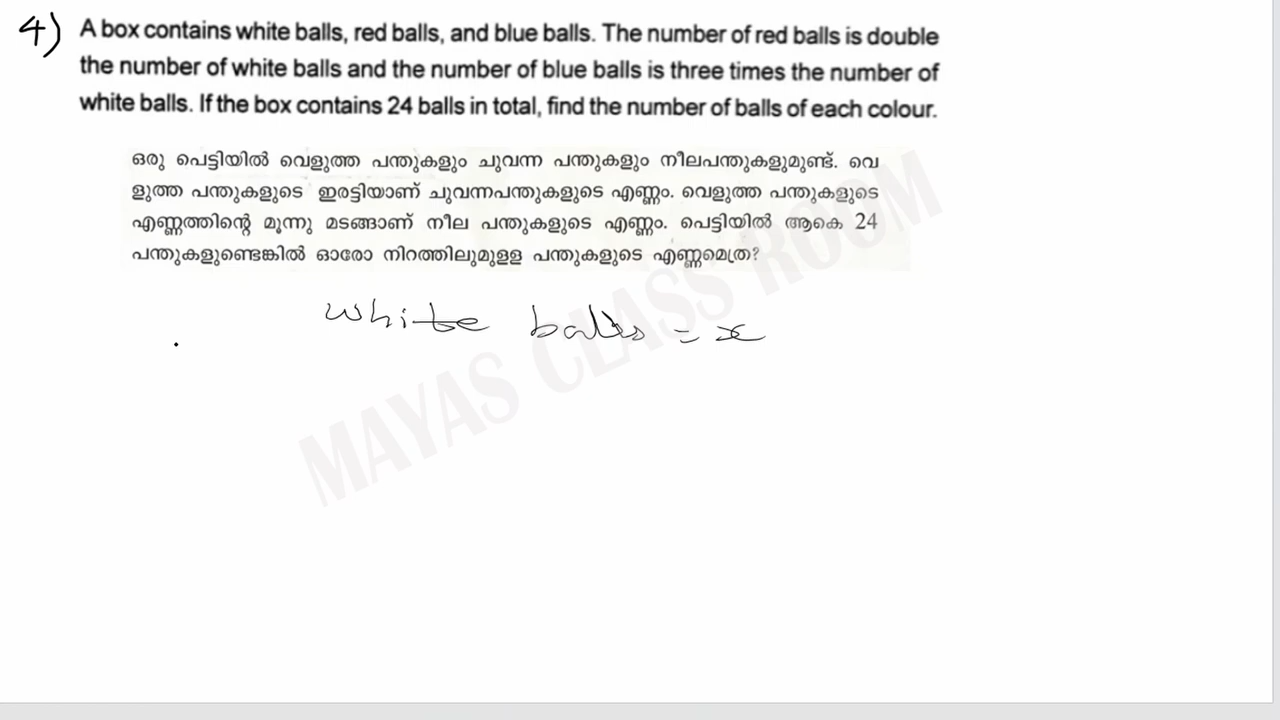 4) A box contains white balls, red balls, and blue balls. The number of red balls is double
the number of white balls and the number of blue balls is three times the number of
white balls. If the box contains 24 balls in total, find the number of balls of each colour.
ഒരു പെട്ടിയിൽ വെളുത്ത പന്തുകളും ചുവന്ന പന്തുകളും നീലപന്തുകളുമുണ്ട്. വെ
ളുത്ത പന്തുകളുടെ ഇരട്ടിയാണ് ചുവന്നപന്തുകളുടെ എണ്ണം. വെളുത്ത പന്തുകളുടെ
എണ്ണത്തിന്റെ മൂന്നു മടങ്ങാണ് നീല പന്തുകളുടെ എണ്ണം. പെട്ടിയിൽ ആകെ 24
പന്തുകളുണ്ടെങ്കിൽ ഓരോ നിറത്തിലുമുളള പന്തുകളുടെ എണ്ണമെത്ര?
white balls = x
MAYAS CLASS ROOM